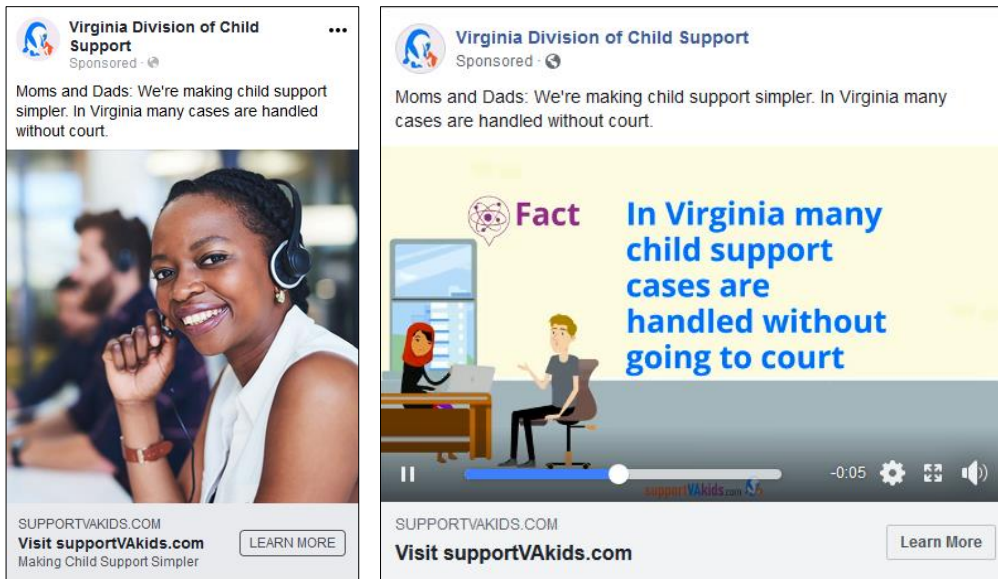 Virginia Division of Child
Support
Sponsored ·
Moms and Dads: We're making child support
simpler. In Virginia many cases are handled
without court.
SUPPORTVAKIDS.COM
Visit supportVAkids.com
Making Child Support Simpler
LEARN MORE
Virginia Division of Child Support
Sponsored ·
Moms and Dads: We're making child support simpler. In Virginia many
cases are handled without court.
Fact
In Virginia many
child support
cases are
handled without
going to court
-0:05
supportVAkids.com
SUPPORTVAKIDS.COM
Visit supportVAkids.com
Learn More